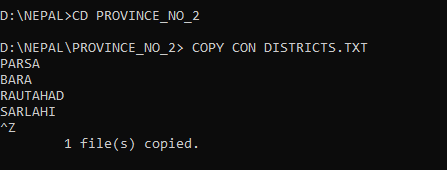 D:\NEPAL>CD PROVINCE_NO_2
D:\NEPAL\PROVINCE_NO_2> COPY CON DISTRICTS.TXT
PARSA
BARA
RAUTAHAD
SARLAHI
^Z
1 file(s) copied.